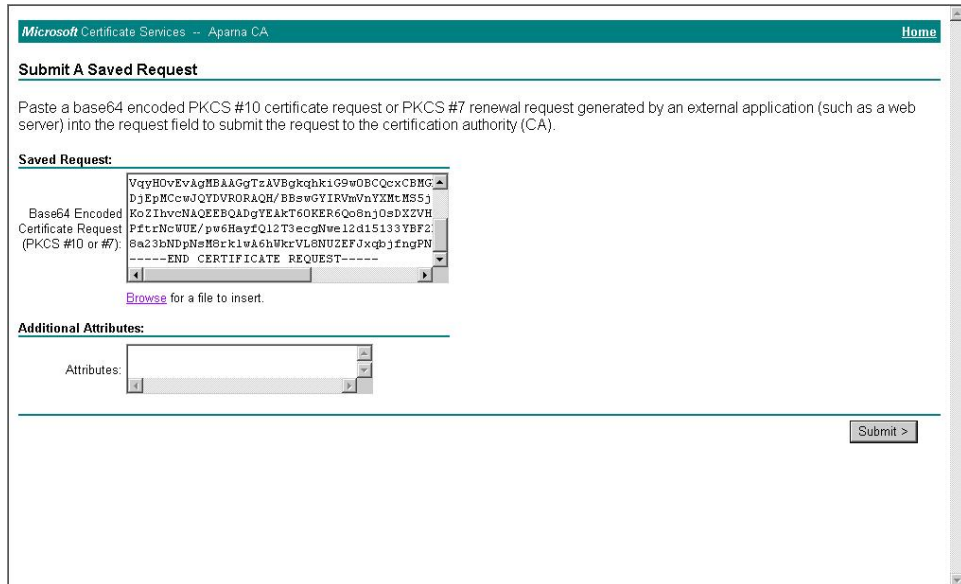 Microsoft Certificate Services -- Aparna CA Home
Submit A Saved Request
Paste a base64 encoded PKCS #10 certificate request or PKCS #7 renewal request generated by an external application (such as a web
server) into the request field to submit the request to the certification authority (CA).
Saved Request:
Base64 Encoded
Certificate Request
(PKCS #10 or #7):
VqyHOvEvAgMBAAGgTzAVBgkqhkiG9w0BCQcxCBMG
DjEpMCcwJQYDVR0RAQH/BBswGYIRVmVnYXMtMS5j
KoZIhvcNAQEEBQADgYEAkT6OKER6Qo8nj0sDXZVH
PftrNcWUE/pw6HayfQl2T3ecgNwel2d15133YBF2
8a23bNDpNsM8rklwA6hWkrVL8NUZEFJxqbjfngPN
-----END CERTIFICATE REQUEST-----
Browse for a file to insert.
Additional Attributes:
Attributes:
Submit >